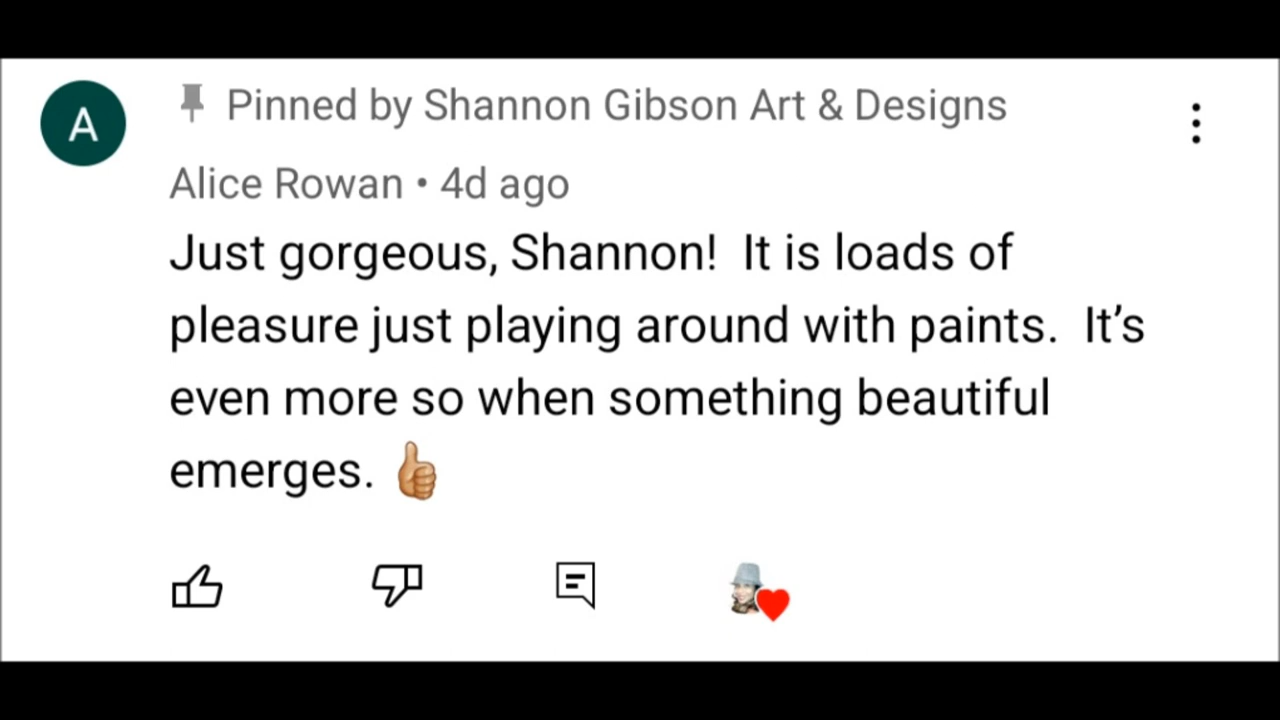 A
Pinned by Shannon Gibson Art & Designs
Alice Rowan • 4d ago
Just gorgeous, Shannon!  It is loads of
pleasure just playing around with paints.  It’s
even more so when something beautiful
emerges. 👍🏼